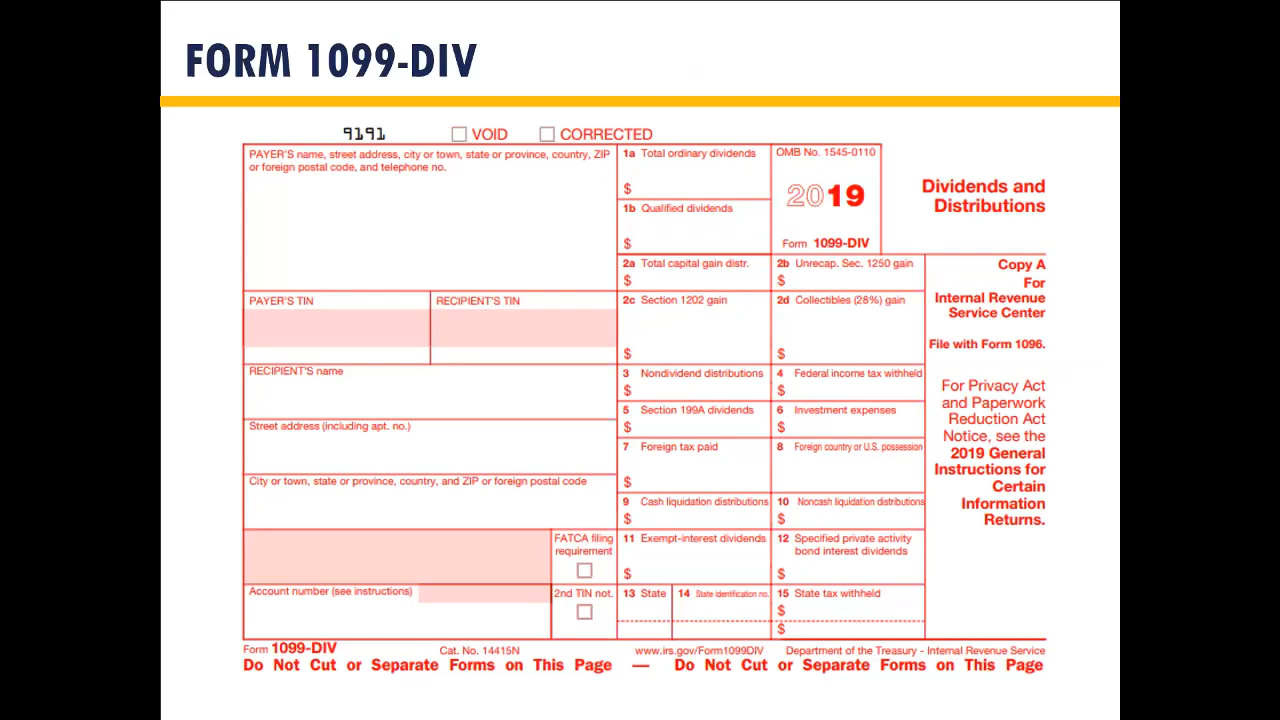 FORM 1099-DIV
9191 VOID CORRECTED
PAYER'S name, street address, city or town, state or province, country, ZIP
or foreign postal code, and telephone no.
1a Total ordinary dividends
$
1b Qualified dividends
$
OMB No. 1545-0110
2019
Form 1099-DIV
Dividends and
Distributions
2a Total capital gain distr.
$
2b Unrecap. Sec. 1250 gain
$
Copy A
For
Internal Revenue
Service Center
File with Form 1096.
PAYER'S TIN
RECIPIENT'S TIN
2c Section 1202 gain
$
2d Collectibles (28%) gain
$
RECIPIENT'S name
3 Nondividend distributions
$
4 Federal income tax withheld
$
For Privacy Act
and Paperwork
Reduction Act
Notice, see the
2019 General
Instructions for
Certain
Information
Returns.
5 Section 199A dividends
$
6 Investment expenses
$
Street address (including apt. no.)
7 Foreign tax paid
$
8 Foreign country or U.S. possession
City or town, state or province, country, and ZIP or foreign postal code
9 Cash liquidation distributions
$
10 Noncash liquidation distributions
$
FATCA filing
requirement
11 Exempt-interest dividends
$
12 Specified private activity
bond interest dividends
$
Account number (see instructions)
2nd TIN not.
13 State
14 State identification no.
15 State tax withheld
$
$
Form 1099-DIV
Cat. No. 14415N
www.irs.gov/Form1099DIV
Department of the Treasury - Internal Revenue Service
Do Not Cut or Separate Forms on This Page — Do Not Cut or Separate Forms on This Page